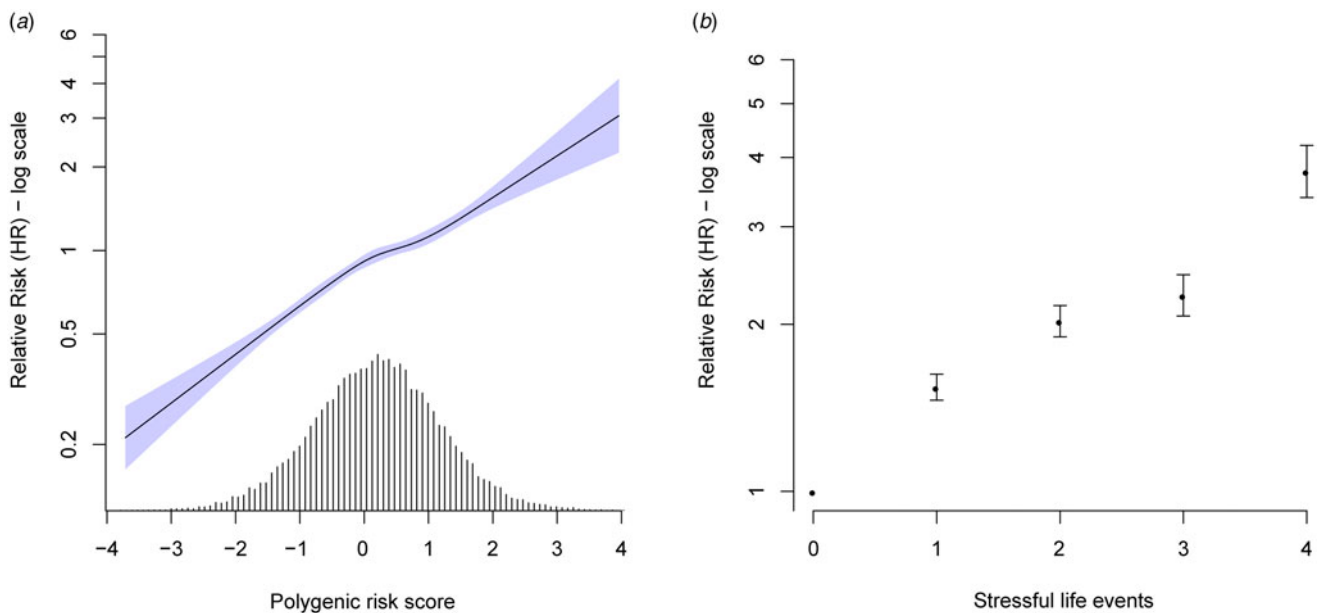 (a)
Relative Risk (HR) – log scale
6
4
3
2
1
0.5
0.2
−4 −3 −2 −1 0 1 2 3 4
Polygenic risk score
(b)
Relative Risk (HR) – log scale
6
5
4
3
2
1
0 1 2 3 4
Stressful life events